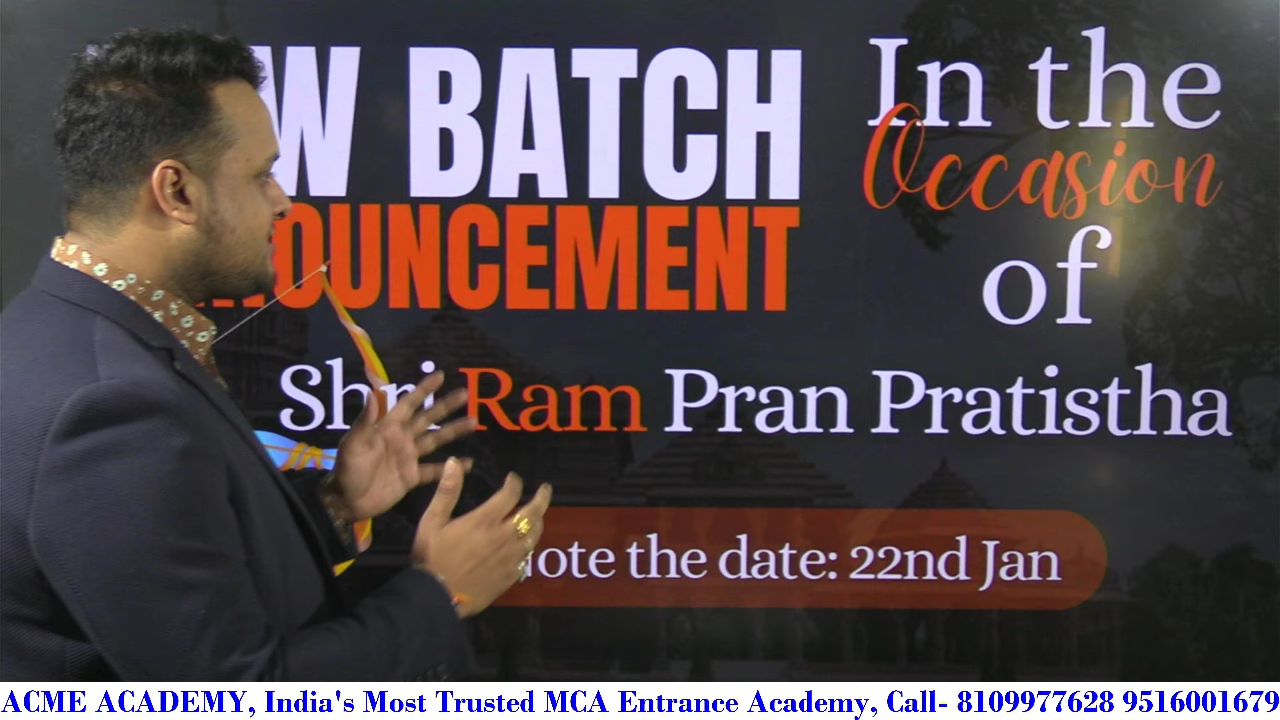 W BATCH
OUNCEMENT
In the
Occasion
of
Shri Ram Pran Pratistha
ote the date: 22nd Jan
ACME ACADEMY, India's Most Trusted MCA Entrance Academy, Call- 8109977628 9516001679